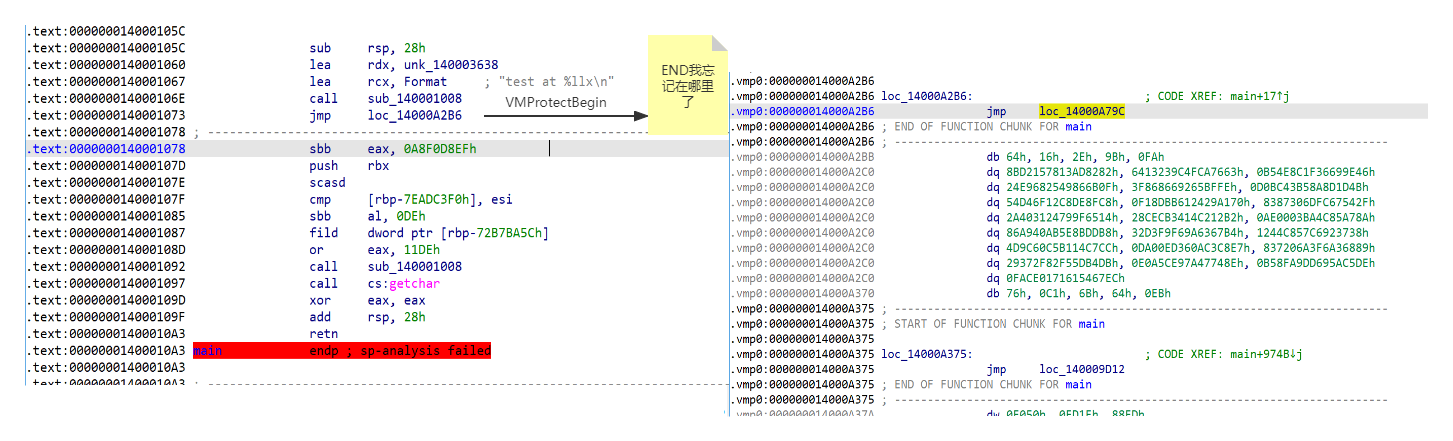 .text:000000014000105C
.text:000000014000105C sub rsp, 28h
.text:0000000140001060 lea rdx, unk_140003638
.text:0000000140001067 lea rcx, Format ; "test at %llx\n"
.text:000000014000106E call sub_140001008
.text:0000000140001073 jmp loc_14000A2B6
VMProtectBegin
END我忘
记在哪里
了
.text:0000000140001078 ; ---------------------------------------------------------------------------
.text:0000000140001078 sbb eax, 0A8F0D8EFh
.text:000000014000107D push rbx
.text:000000014000107E scasd
.text:000000014000107F cmp [rbp-7EADC3F0h], esi
.text:0000000140001085 sbb al, 0DEh
.text:0000000140001087 fild dword ptr [rbp-72B7BA5Ch]
.text:000000014000108D or eax, 11DEh
.text:0000000140001092 call sub_140001008
.text:0000000140001097 call cs:getchar
.text:000000014000109D xor eax, eax
.text:000000014000109F add rsp, 28h
.text:00000001400010A3 retn
.text:00000001400010A3 main endp ; sp-analysis failed
.text:00000001400010A3
.text:00000001400010A3 ; ---------------------------------------------------------------------------
.vmp0:000000014000A2B6
.vmp0:000000014000A2B6 loc_14000A2B6: ; CODE XREF: main+17↑j
.vmp0:000000014000A2B6 jmp loc_14000A79C
.vmp0:000000014000A2B6 ; END OF FUNCTION CHUNK FOR main
.vmp0:000000014000A2B6 ; ---------------------------------------------------------------------------
.vmp0:000000014000A2BB db 64h, 16h, 2Eh, 9Bh, 0FAh
.vmp0:000000014000A2C0 dq 8BD2157813AD8282h, 6413239C4FCA7663h, 0B54E8C1F36699E46h
.vmp0:000000014000A2C0 dq 24E9682549866B0Fh, 3F868669265BFFEh, 0D0BC43B58A8D1D4Bh
.vmp0:000000014000A2C0 dq 54D46F12C8DE8FC8h, 0F18DBB612429A170h, 8387306DFC67542Fh
.vmp0:000000014000A2C0 dq 2A403124799F6514h, 28CECB3414C212B2h, 0AE0003BA4C85A78Ah
.vmp0:000000014000A2C0 dq 86A940AB5E8BDDB8h, 32D3F9F69A6367B4h, 1244C857C6923738h
.vmp0:000000014000A2C0 dq 4D9C60C5B114C7CCh, 0DA00ED360AC3C8E7h, 837206A3F6A36889h
.vmp0:000000014000A2C0 dq 29372F82F55DB4DBh, 0E0A5CE97A47748Eh, 0B58FA9DD695AC5DEh
.vmp0:000000014000A2C0 dq 0FACE0171615467ECh
.vmp0:000000014000A370 db 76h, 0C1h, 6Bh, 64h, 0EBh
.vmp0:000000014000A375 ; ---------------------------------------------------------------------------
.vmp0:000000014000A375 ; START OF FUNCTION CHUNK FOR main
.vmp0:000000014000A375
.vmp0:000000014000A375 loc_14000A375: ; CODE XREF: main+974B↓j
.vmp0:000000014000A375 jmp loc_140009D12
.vmp0:000000014000A375 ; END OF FUNCTION CHUNK FOR main
.vmp0:000000014000A375 ; ---------------------------------------------------------------------------